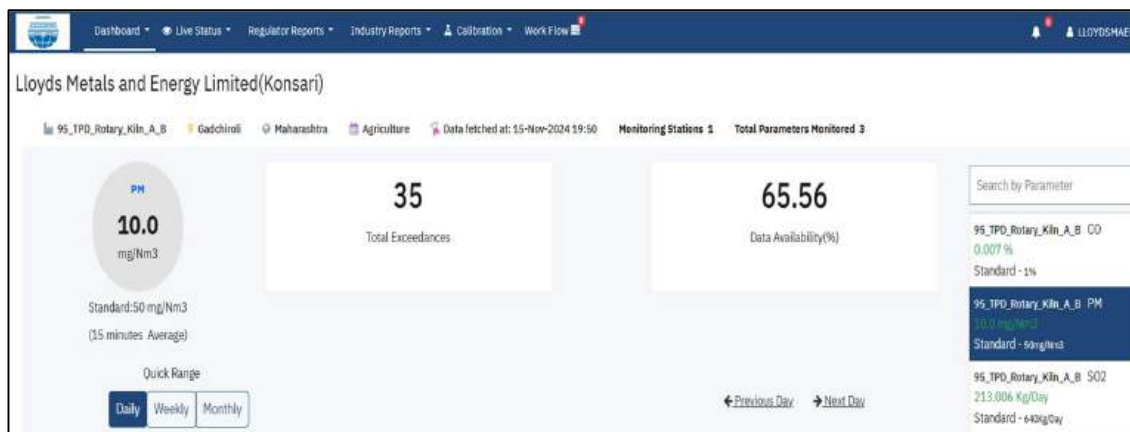 Dashboard Live Status Regulator Reports Industry Reports Calibration Work Flow
LLOYDSMAE
Lloyds Metals and Energy Limited(Konsari)
95_TPD_Rotary_Kiln_A_B Gadchiroli Maharashtra Agriculture Data fetched at: 15-Nov-2024 19:50 Monitoring Stations 1 Total Parameters Monitored 3
PM
10.0
mg/Nm3
Standard:50 mg/Nm3
(15 minutes Average)
Quick Range
Daily Weekly Monthly
35
Total Exceedances
65.56
Data Availability(%)
Previous Day Next Day
Search by Parameter
95_TPD_Rotary_Kiln_A_B CO
0.007 %
Standard - 1%
95_TPD_Rotary_Kiln_A_B PM
10.0 mg/Nm3
Standard - 50mg/Nm3
95_TPD_Rotary_Kiln_A_B SO2
213.006 Kg/Day
Standard - 640Kg/Day